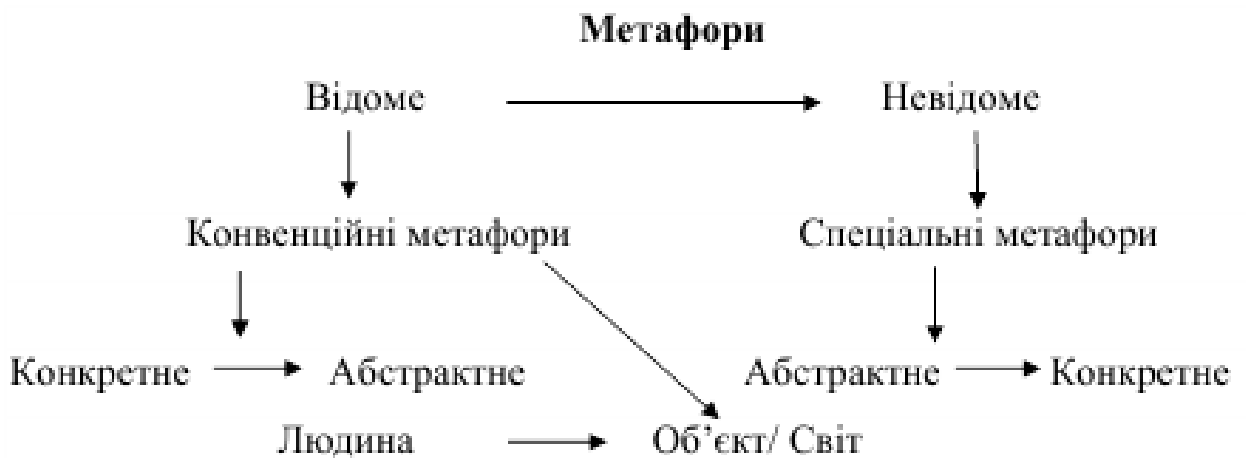 Метафори
Відоме Невідоме
Конвенційні метафори Спеціальні метафори
Конкретне Абстрактне Абстрактне Конкретне
Людина Об’єкт/ Світ